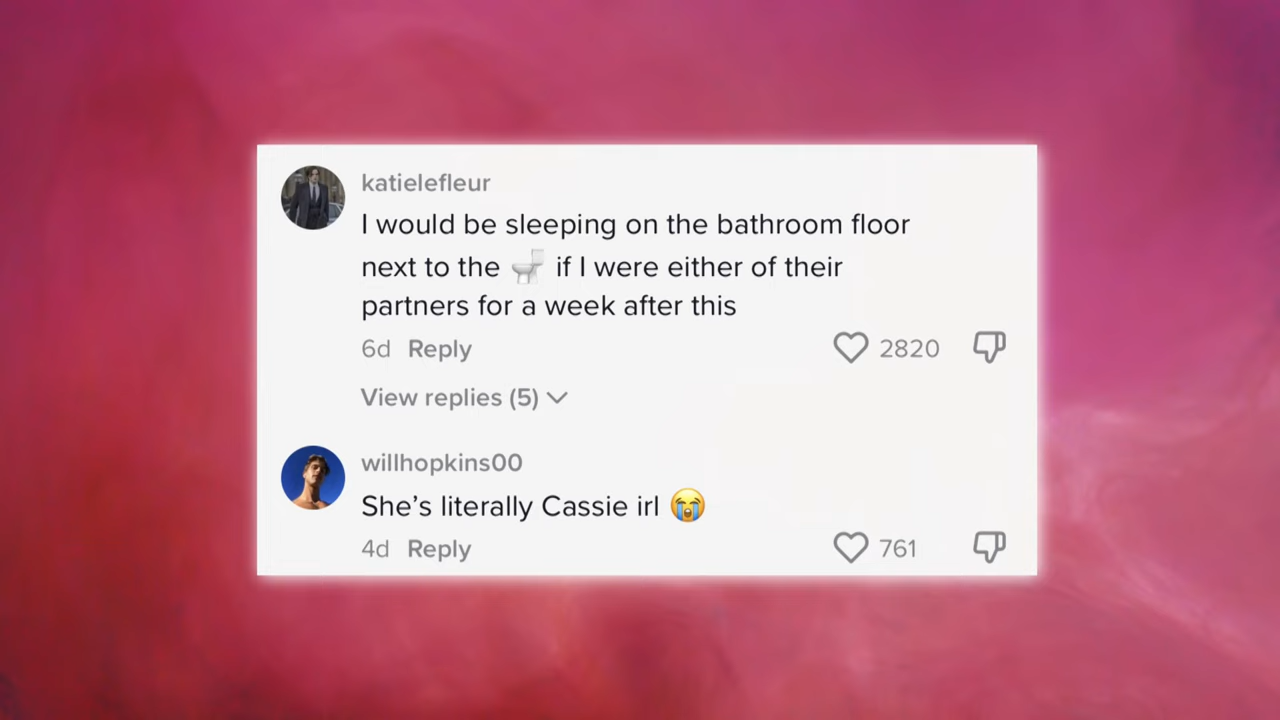 katielefleur
I would be sleeping on the bathroom floor
next to the 🚽 if I were either of their
partners for a week after this
6d Reply 2820
View replies (5)
willhopkins00
She's literally Cassie irl 😭
4d Reply 761